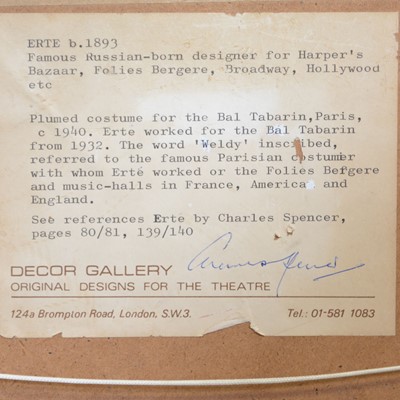 ERTE b.1893
Famous Russian-born designer for Harper's
Bazaar, Folies Bergere, Broadway, Hollywood
etc
Plumed costume for the Bal Tabarin, Paris,
c 1940. Erte worked for the Bal Tabarin
from 1932. The word 'Weldy' inscribed,
referred to the famous Parisian costumier
with whom Erté worked or the Folies Bergere
and music-halls in France, America and
England.
See references Erte by Charles Spencer,
pages 80/81, 139/140
DECOR GALLERY
ORIGINAL DESIGNS FOR THE THEATRE
124a Brompton Road, London, S.W.3.
Tel.: 01-581 1083